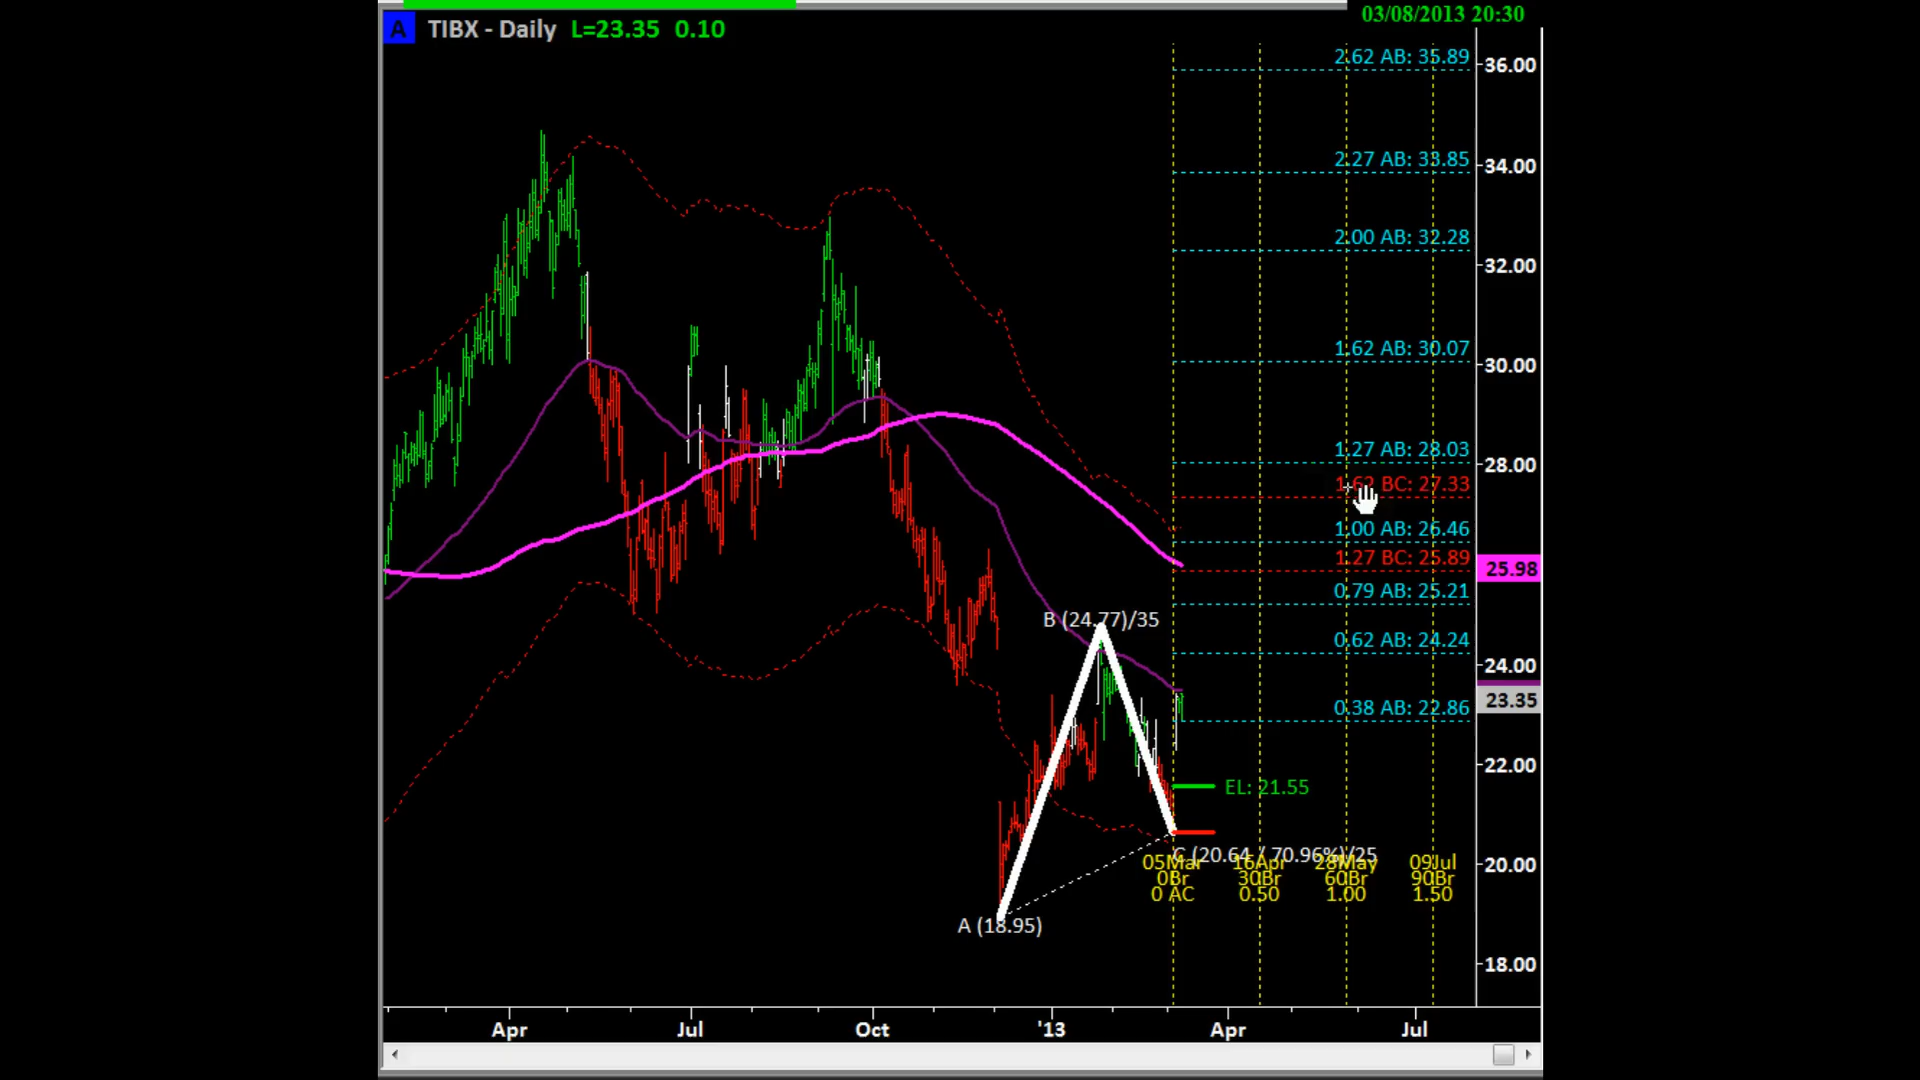 03/08/2013 20:30
A TIBX - Daily L=23.35 0.10
2.62 AB: 35.89
36.00
2.27 AB: 33.85
34.00
2.00 AB: 32.28
32.00
1.62 AB: 30.07
30.00
1.27 AB: 28.03
28.00
1.62 BC: 27.33
1.00 AB: 26.46
1.27 BC: 25.89
25.98
0.79 AB: 25.21
B (24.77)/35
0.62 AB: 24.24
24.00
23.35
0.38 AB: 22.86
22.00
EL: 21.55
C (20.64 / 70.96%)/25
20.00
05Mar 16Apr 28May 09Jul
0Br 30Br 60Br 90Br
0 AC 0.50 1.00 1.50
A (18.95)
18.00
Apr Jul Oct '13 Apr Jul